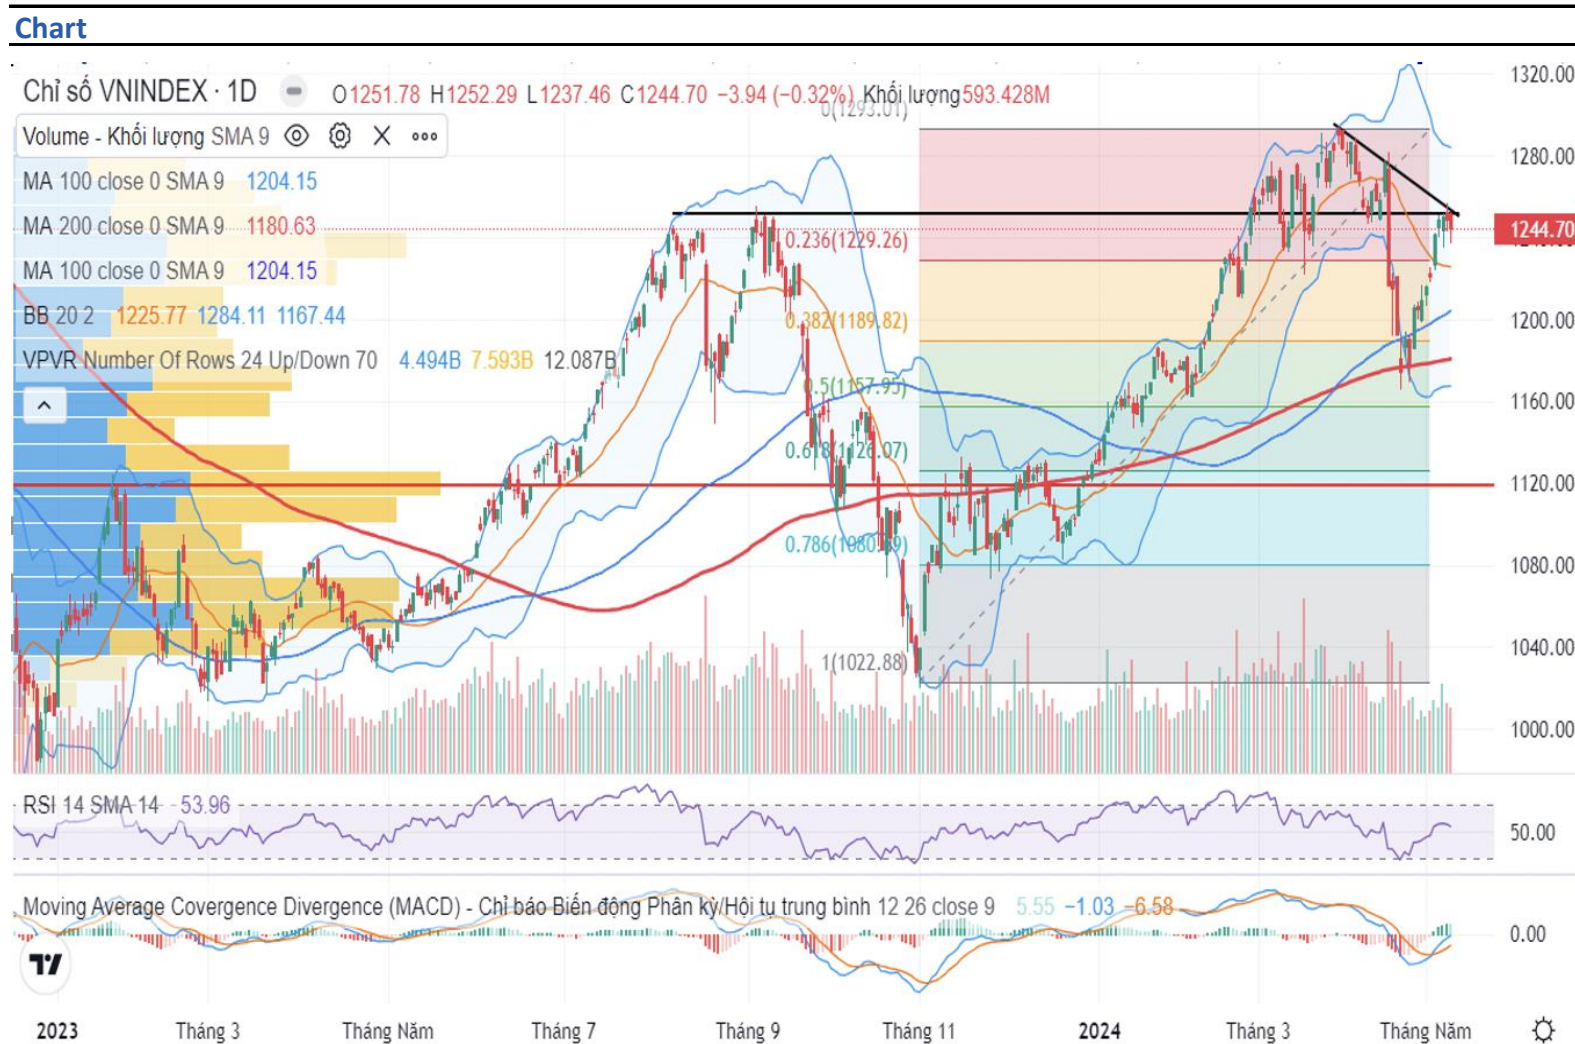 Chart
Chỉ số VNINDEX · 1D O1251.78 H1252.29 L1237.46 C1244.70 −3.94 (−0.32%) Khối lượng593.428M
Volume - Khối lượng SMA 9
MA 100 close 0 SMA 9 1204.15
MA 200 close 0 SMA 9 1180.63
MA 100 close 0 SMA 9 1204.15
BB 20 2 1225.77 1284.11 1167.44
VPVR Number Of Rows 24 Up/Down 70 4.494B 7.593B 12.087B
0(1293.01)
0.236(1229.26)
0.382(1189.82)
0.5(1157.95)
0.618(1126.07)
0.786(1080.69)
1(1022.88)
1320.00
1280.00
1244.70
1200.00
1160.00
1120.00
1080.00
1040.00
1000.00
RSI 14 SMA 14 53.96
50.00
Moving Average Covergence Divergence (MACD) - Chỉ báo Biến động Phân kỳ/Hội tụ trung bình 12 26 close 9 5.55 −1.03 −6.58
0.00
2023 Tháng 3 Tháng Năm Tháng 7 Tháng 9 Tháng 11 2024 Tháng 3 Tháng Năm